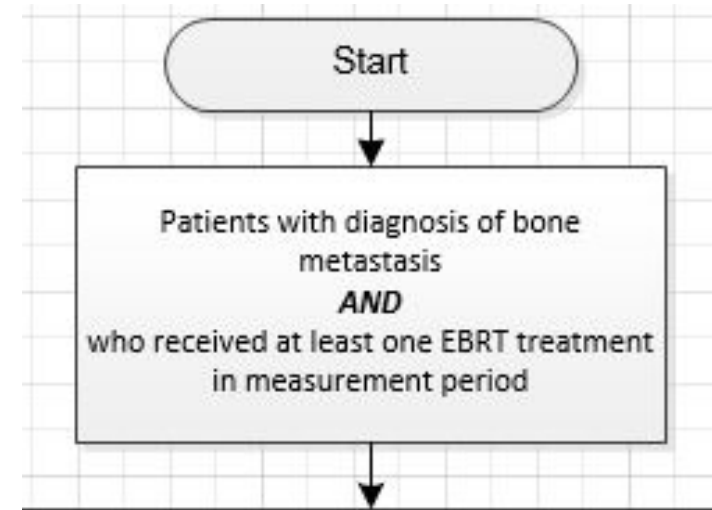 Start
Patients with diagnosis of bone
metastasis
AND
who received at least one EBRT treatment
in measurement period